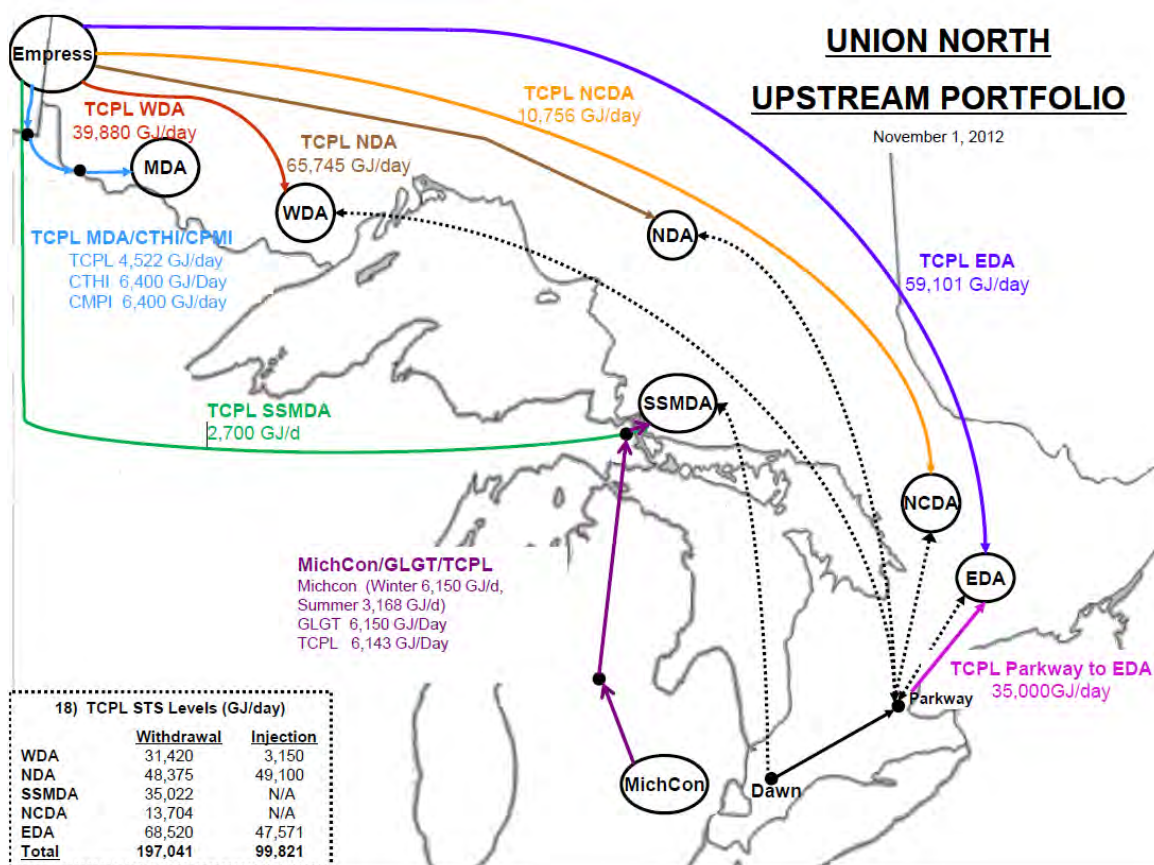 UNION NORTH
UPSTREAM PORTFOLIO
November 1, 2012
Empress
TCPL WDA
39,880 GJ/day
TCPL NCDA
10,756 GJ/day
TCPL NDA
65,745 GJ/day
MDA
WDA
NDA
TCPL MDA/CTHI/CPMI
TCPL 4,522 GJ/day
CTHI 6,400 GJ/Day
CMPI 6,400 GJ/day
TCPL EDA
59,101 GJ/day
TCPL SSMDA
2,700 GJ/d
SSMDA
NCDA
EDA
MichCon/GLGT/TCPL
Michcon (Winter 6,150 GJ/d,
Summer 3,168 GJ/d)
GLGT 6,150 GJ/Day
TCPL 6,143 GJ/Day
TCPL Parkway to EDA
35,000GJ/day
Parkway
MichCon
Dawn
18) TCPL STS Levels (GJ/day)
Withdrawal Injection
WDA 31,420 3,150
NDA 48,375 49,100
SSMDA 35,022 N/A
NCDA 13,704 N/A
EDA 68,520 47,571
Total 197,041 99,821